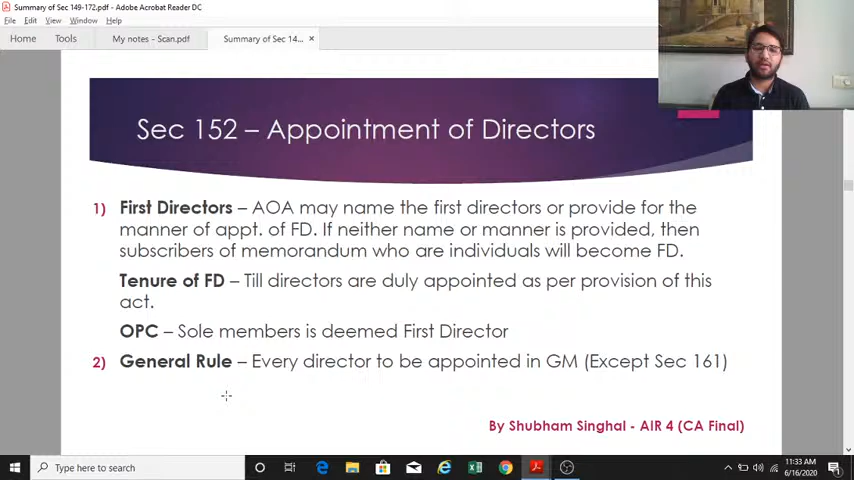 Summary of Sec 149-172.pdf - Adobe Acrobat Reader DC
File Edit View Window Help
Home Tools My notes - Scan.pdf Summary of Sec 14... ×
Sec 152 – Appointment of Directors
1) First Directors – AOA may name the first directors or provide for the
manner of appt. of FD. If neither name or manner is provided, then
subscribers of memorandum who are individuals will become FD.
Tenure of FD – Till directors are duly appointed as per provision of this
act.
OPC – Sole members is deemed First Director
2) General Rule – Every director to be appointed in GM (Except Sec 161)
By Shubham Singhal - AIR 4 (CA Final)
Type here to search
11:33 AM
6/16/2020